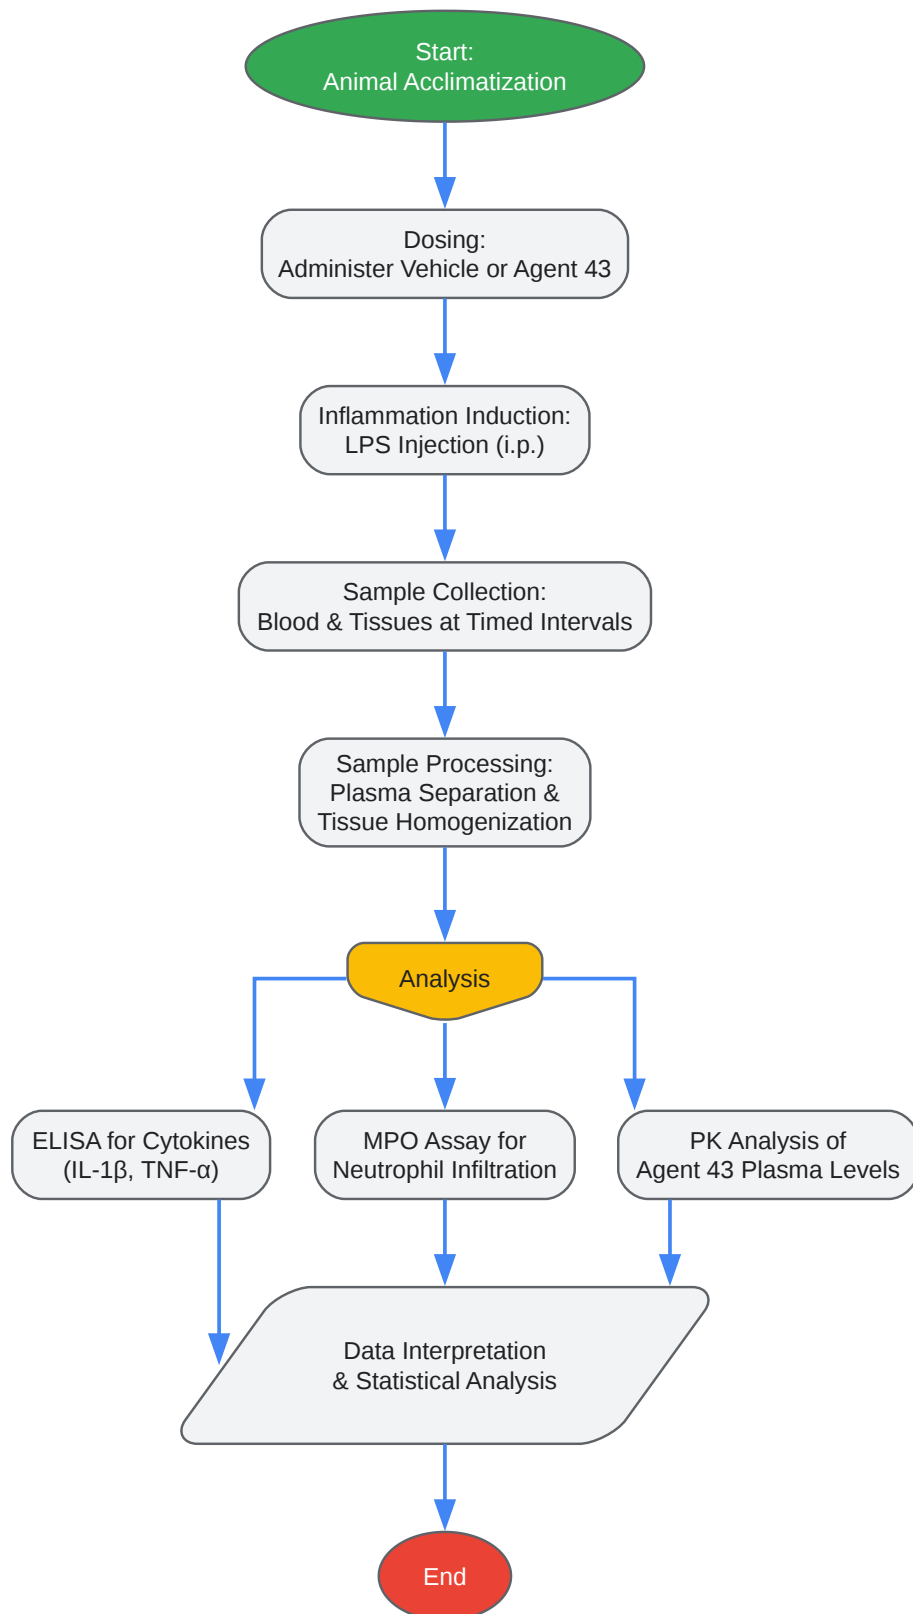 Start:
Animal Acclimatization
Dosing:
Administer Vehicle or Agent 43
Inflammation Induction:
LPS Injection (i.p.)
Sample Collection:
Blood & Tissues at Timed Intervals
Sample Processing:
Plasma Separation &
Tissue Homogenization
Analysis
ELISA for Cytokines
(IL-1β, TNF-α)
MPO Assay for
Neutrophil Infiltration
PK Analysis of
Agent 43 Plasma Levels
Data Interpretation
& Statistical Analysis
End